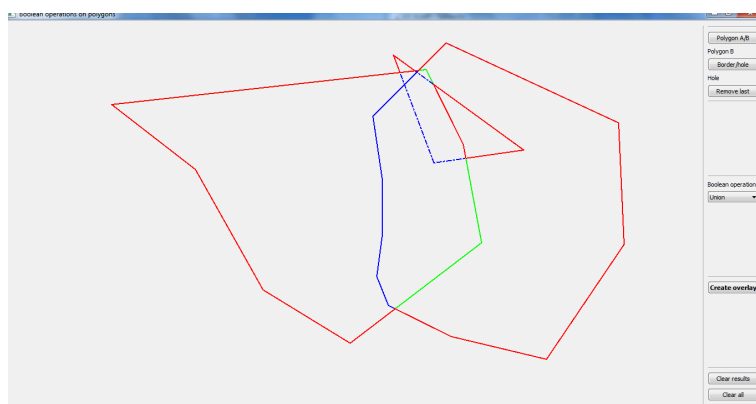 Boolean operations on polygons
Polygon A/B
Polygon B
Border/hole
Hole
Remove last
Boolean operation
Union
Create overlay
Clear results
Clear all